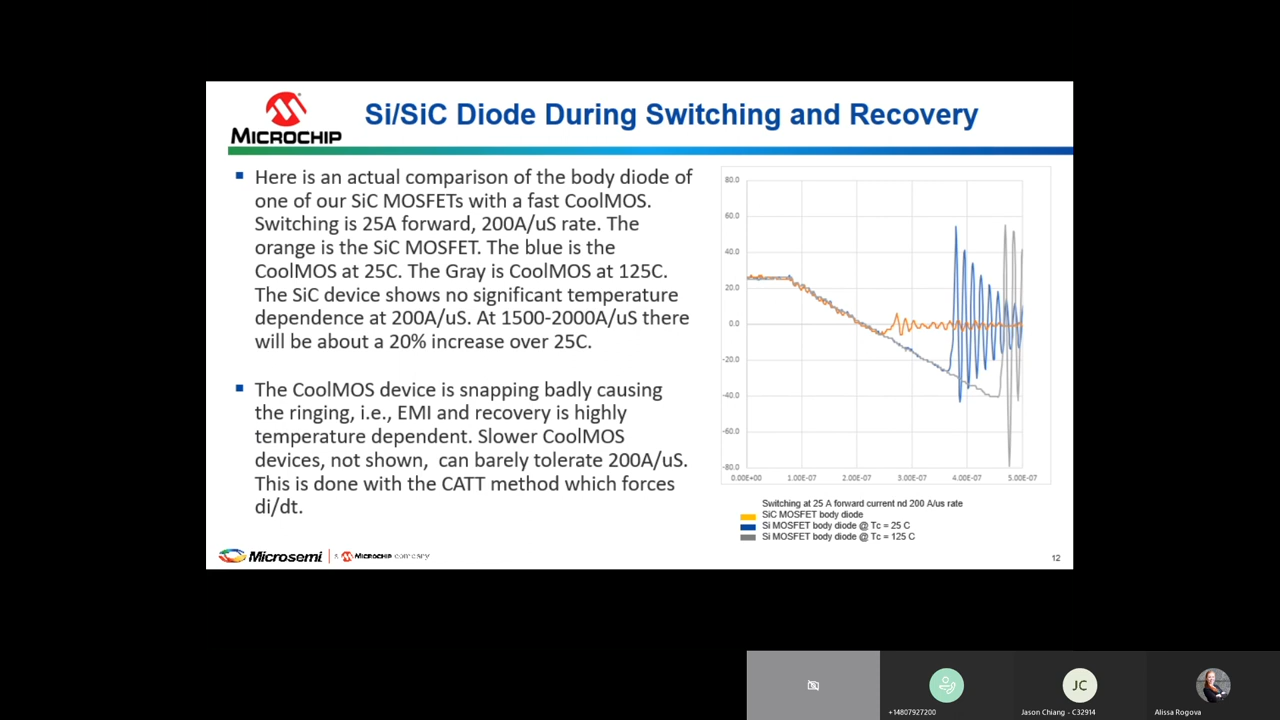 MICROCHIP
Si/SiC Diode During Switching and Recovery
Here is an actual comparison of the body diode of
one of our SiC MOSFETs with a fast CoolMOS.
Switching is 25A forward, 200A/uS rate. The
orange is the SiC MOSFET. The blue is the
CoolMOS at 25C. The Gray is CoolMOS at 125C.
The SiC device shows no significant temperature
dependence at 200A/uS. At 1500-2000A/uS there
will be about a 20% increase over 25C.
The CoolMOS device is snapping badly causing
the ringing, i.e., EMI and recovery is highly
temperature dependent. Slower CoolMOS
devices, not shown, can barely tolerate 200A/uS.
This is done with the CATT method which forces
di/dt.
80.0
60.0
40.0
20.0
0.0
-20.0
-40.0
-60.0
-80.0
0.00E+00 1.00E-07 2.00E-07 3.00E-07 4.00E-07 5.00E-07
Switching at 25 A forward current nd 200 A/us rate
SiC MOSFET body diode
Si MOSFET body diode @ Tc = 25 C
Si MOSFET body diode @ Tc = 125 C
Microsemi a MICROCHIP company
12
JC
+14807927200
Jason Chiang - C32914
Alissa Rogova